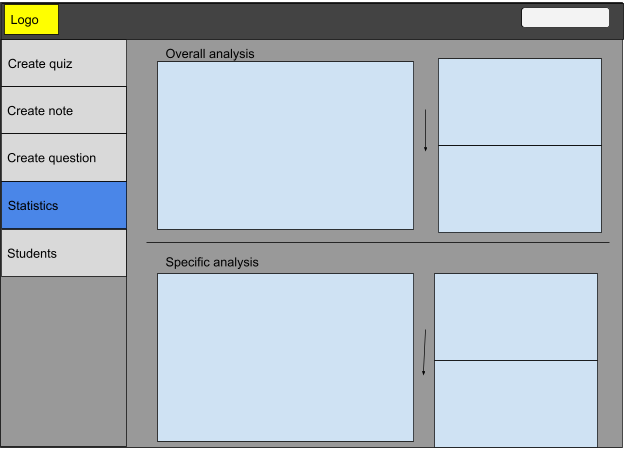 Logo
Create quiz
Create note
Create question
Statistics
Students
Overall analysis
Specific analysis